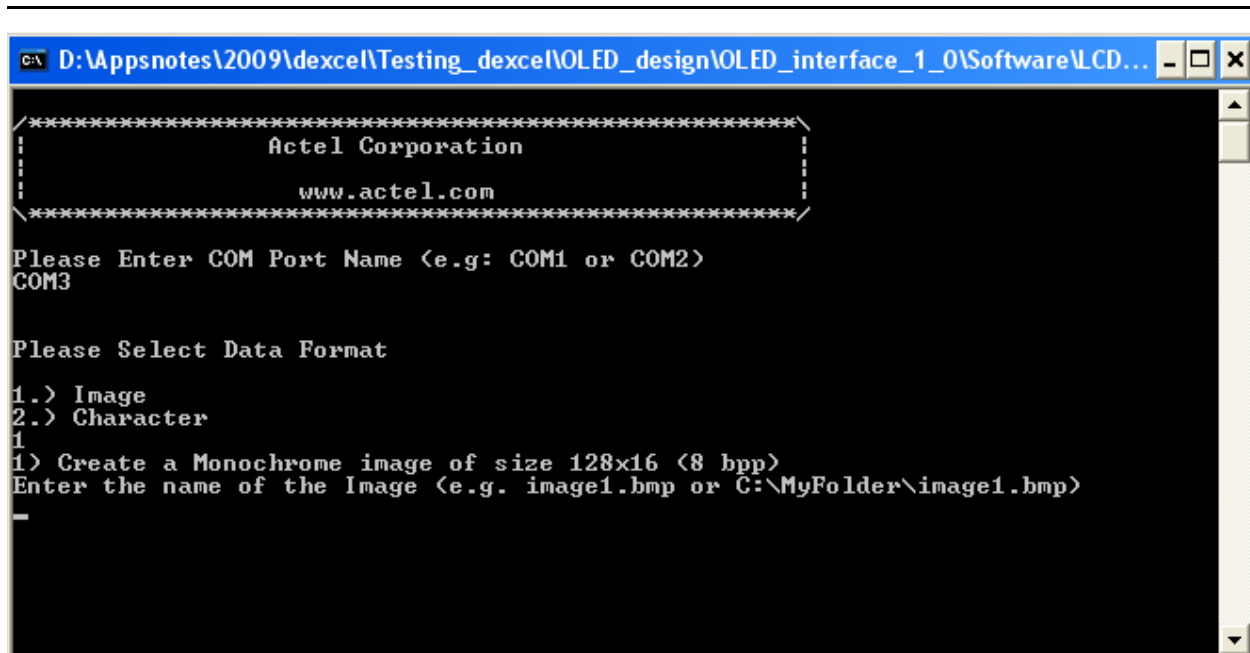 D:\Appsnotes\2009\dexcel\Testing_dexcel\OLED_design\OLED_interface_1_0\Software\LCD...
/***************************************************\
¦ Actel Corporation ¦
¦ ¦
¦ www.actel.com ¦
\***************************************************/
Please Enter COM Port Name (e.g: COM1 or COM2)
COM3
Please Select Data Format
1.) Image
2.) Character
1
1) Create a Monochrome image of size 128x16 (8 bpp)
Enter the name of the Image (e.g. image1.bmp or C:\MyFolder\image1.bmp)
_